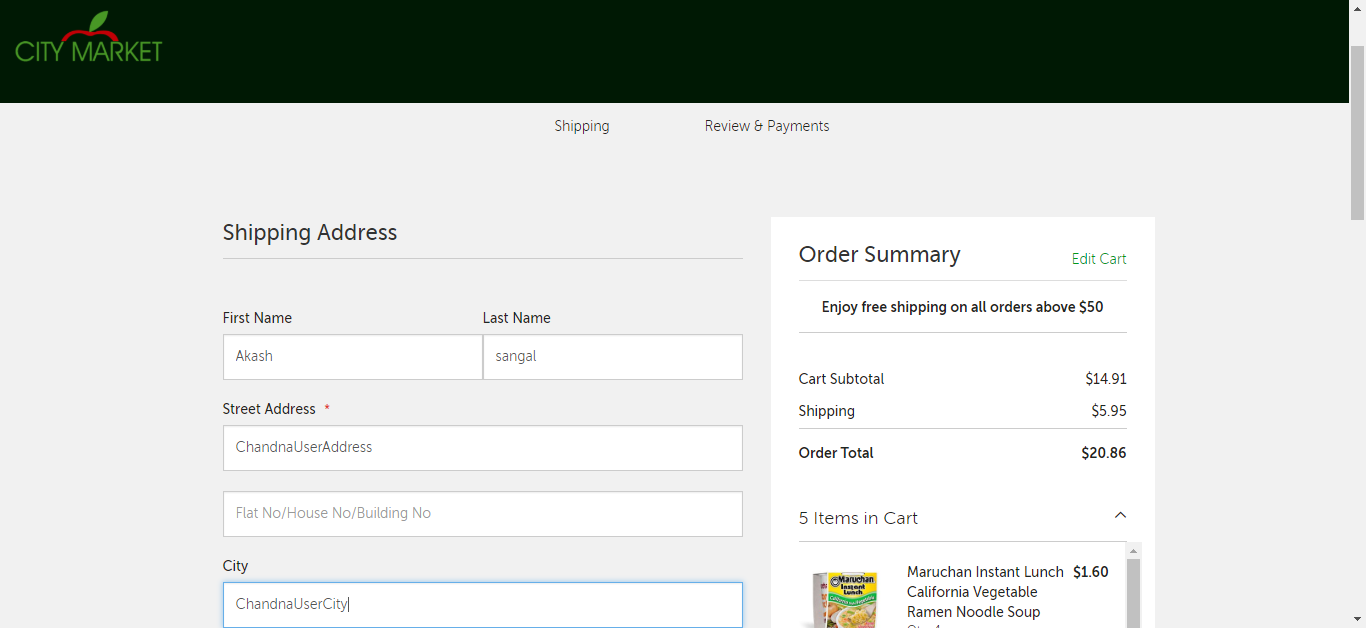 CITY MARKET
Shipping
Review & Payments
Shipping Address
First Name
Last Name
Akash
sangal
Street Address *
ChandnaUserAddress
Flat No/House No/Building No
City
ChandnaUserCity
Order Summary
Edit Cart
Enjoy free shipping on all orders above $50
Cart Subtotal $14.91
Shipping $5.95
Order Total $20.86
5 Items in Cart
Maruchan Instant Lunch $1.60
California Vegetable
Ramen Noodle Soup
Maruchan
Instant
Lunch